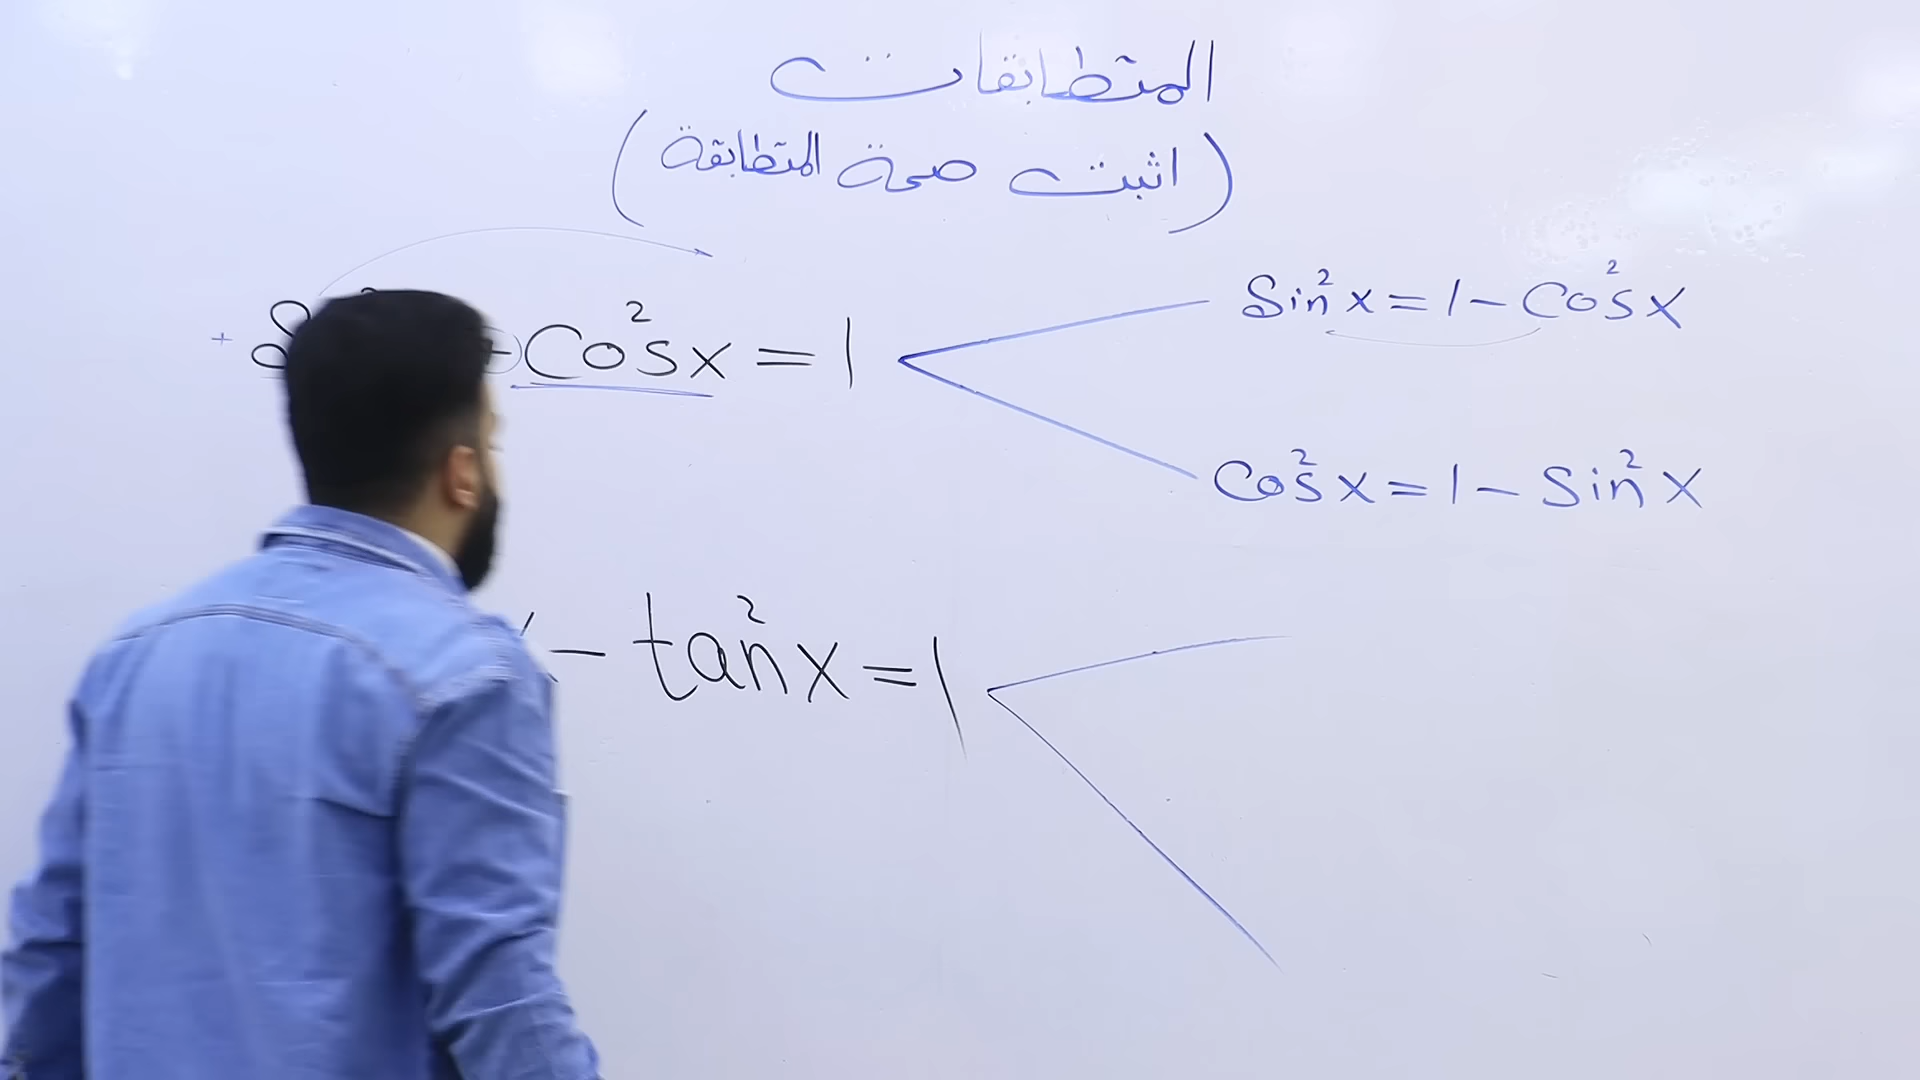 المتطابقات
(اثبت صحة المتطابقة)
+ Cos²x = 1
Sin²x = 1 - Cos²x
Cos²x = 1 - Sin²x
- tan²x = 1